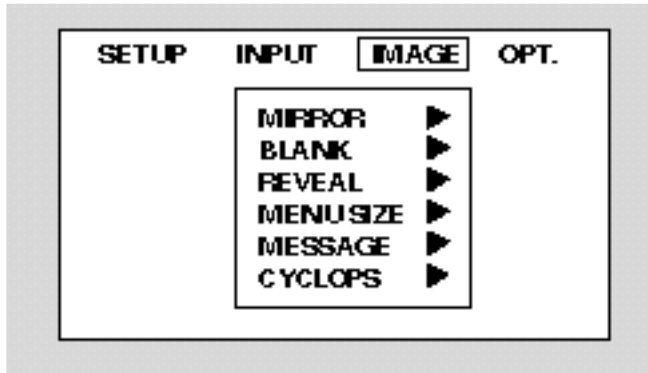 SETUP INPUT IMAGE OPT.
MIRROR
BLANK
REVEAL
MENU SIZE
MESSAGE
CYCLOPS